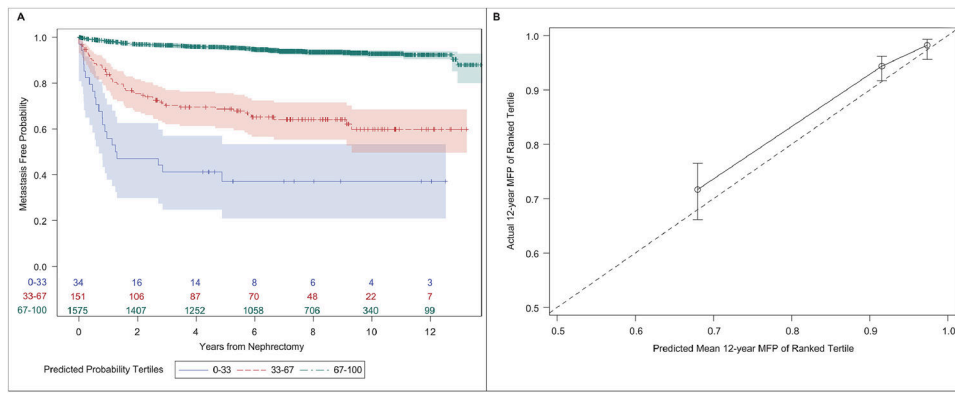 A
Metastasis Free Probability
1.0
0.8
0.6
0.4
0.2
0.0
0-33 34 16 14 8 6 4 3
33-67 151 106 87 70 48 22 7
67-100 1575 1407 1252 1058 706 340 99
0 2 4 6 8 10 12
Years from Nephrectomy
Predicted Probability Tertiles 0-33 33-67 67-100
B
Actual 12-year MFP of Ranked Tertile
1.0
0.9
0.8
0.7
0.6
0.5
0.5 0.6 0.7 0.8 0.9 1.0
Predicted Mean 12-year MFP of Ranked Tertile